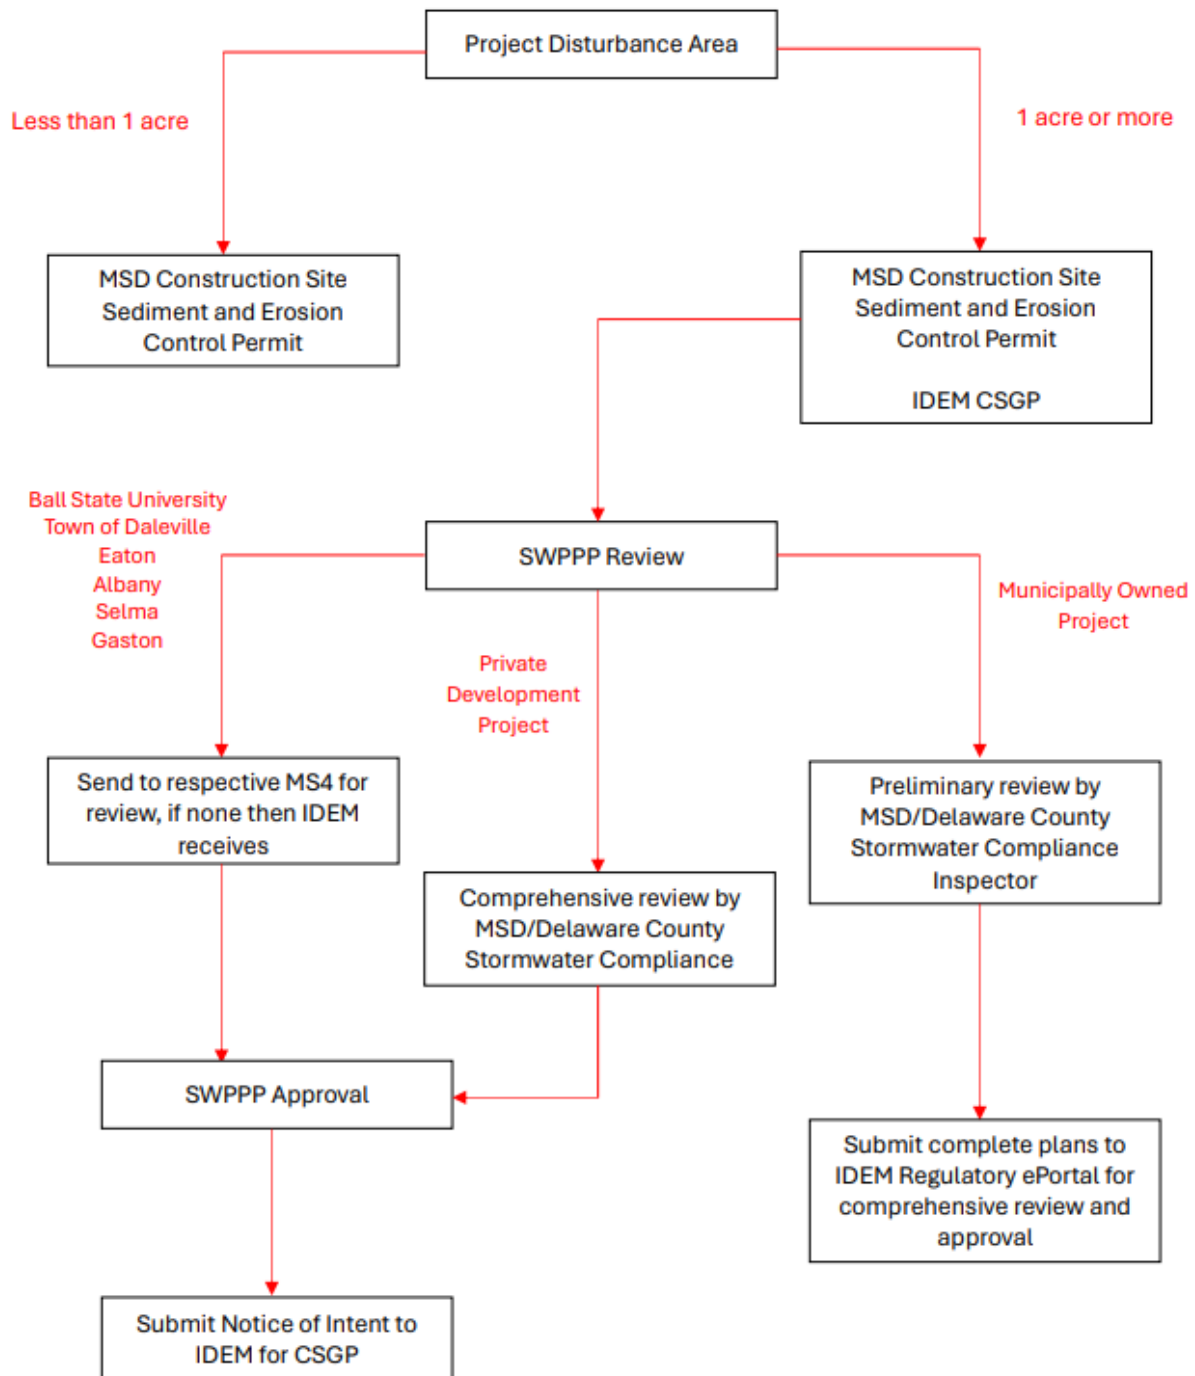 Project Disturbance Area
Less than 1 acre
1 acre or more
MSD Construction Site
Sediment and Erosion
Control Permit
MSD Construction Site
Sediment and Erosion
Control Permit
IDEM CSGP
Ball State University
Town of Daleville
Eaton
Albany
Selma
Gaston
SWPPP Review
Municipally Owned
Project
Private
Development
Project
Send to respective MS4 for
review, if none then IDEM
receives
Comprehensive review by
MSD/Delaware County
Stormwater Compliance
Preliminary review by
MSD/Delaware County
Stormwater Compliance
Inspector
SWPPP Approval
Submit complete plans to
IDEM Regulatory ePortal for
comprehensive review and
approval
Submit Notice of Intent to
IDEM for CSGP